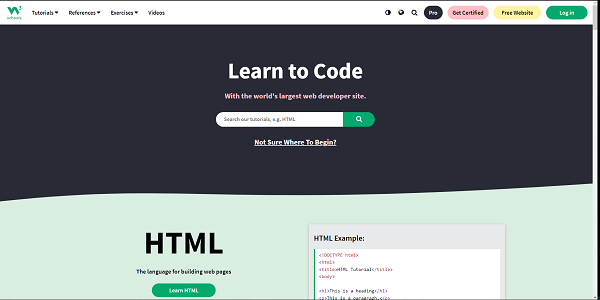 w3 schools
Tutorials References Exercises Videos Pro Get Certified Free Website Log in
Learn to Code
With the world's largest web developer site.
Search our tutorials, e.g. HTML
Not Sure Where To Begin?
HTML
The language for building web pages
Learn HTML
HTML Example:
<!DOCTYPE html>
<html>
<title>HTML Tutorial</title>
<body>
<h1>This is a heading</h1>
<p>This is a paragraph.</p>